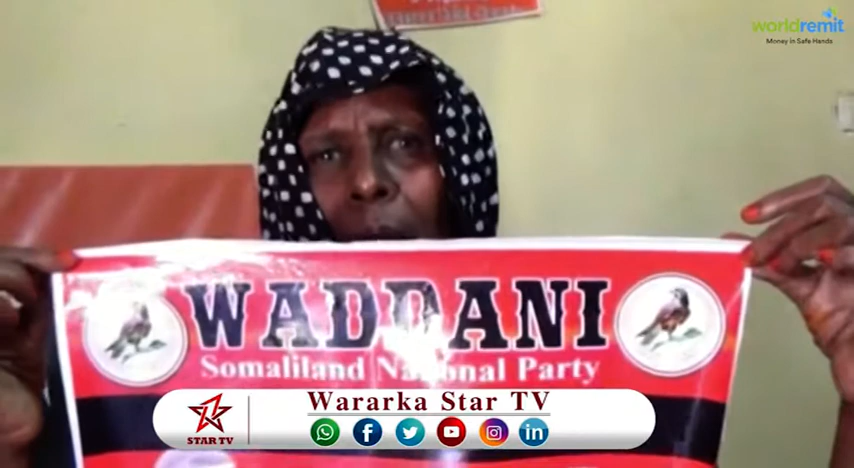 worldremit
Money in Safe Hands
WADDANI
Somaliland National Party
Wararka Star TV
STAR TV